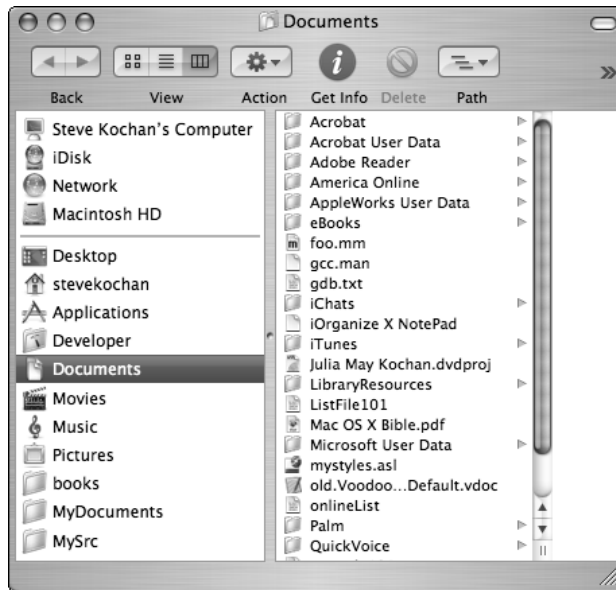 Documents
Back View Action Get Info Delete Path
Steve Kochan's Computer
iDisk
Network
Macintosh HD
Desktop
stevekochan
Applications
Developer
Documents
Movies
Music
Pictures
books
MyDocuments
MySrc
Acrobat
Acrobat User Data
Adobe Reader
America Online
AppleWorks User Data
eBooks
foo.mm
gcc.man
gdb.txt
iChats
iOrganize X NotePad
iTunes
Julia May Kochan.dvdproj
LibraryResources
ListFile101
Mac OS X Bible.pdf
Microsoft User Data
mystyles.asl
old.Voodoo...Default.vdoc
onlineList
Palm
QuickVoice